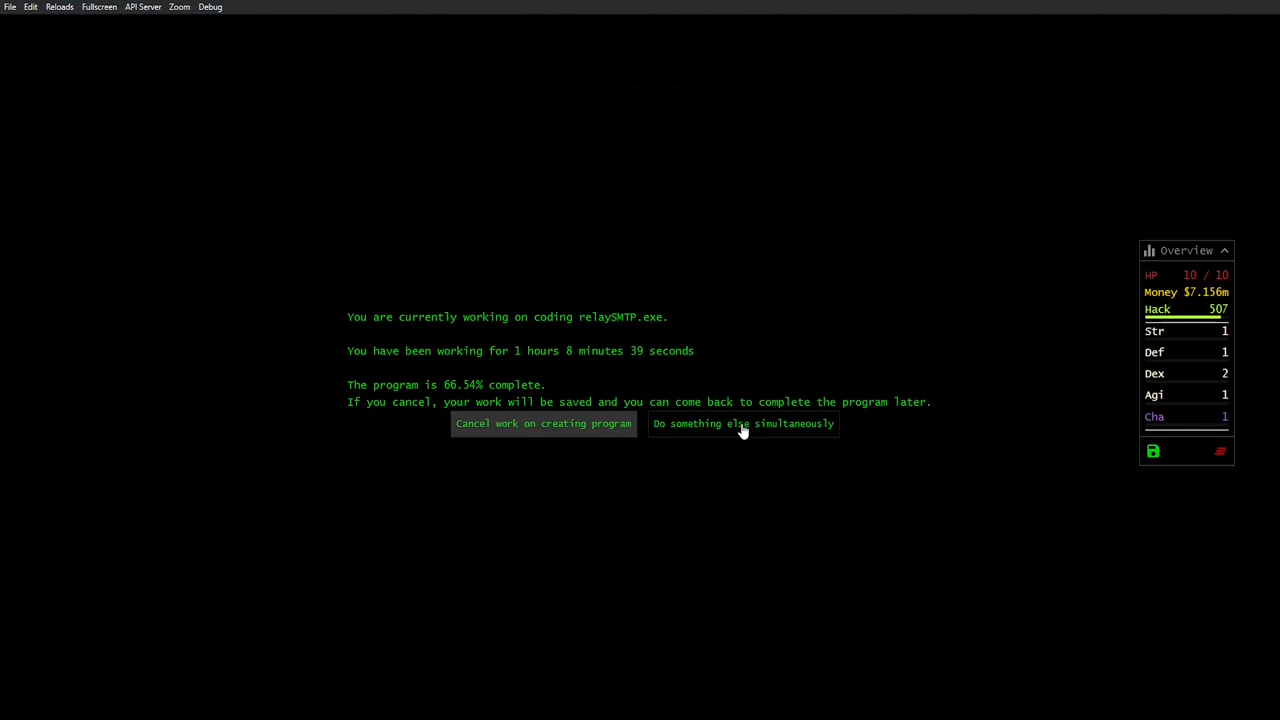 File Edit Reloads Fullscreen API Server Zoom Debug
Overview
HP 10 / 10
Money $7.156m
Hack 507
Str 1
Def 1
Dex 2
Agi 1
Cha 1
You are currently working on coding relaySMTP.exe.
You have been working for 1 hours 8 minutes 39 seconds
The program is 66.54% complete.
If you cancel, your work will be saved and you can come back to complete the program later.
Cancel work on creating program
Do something else simultaneously